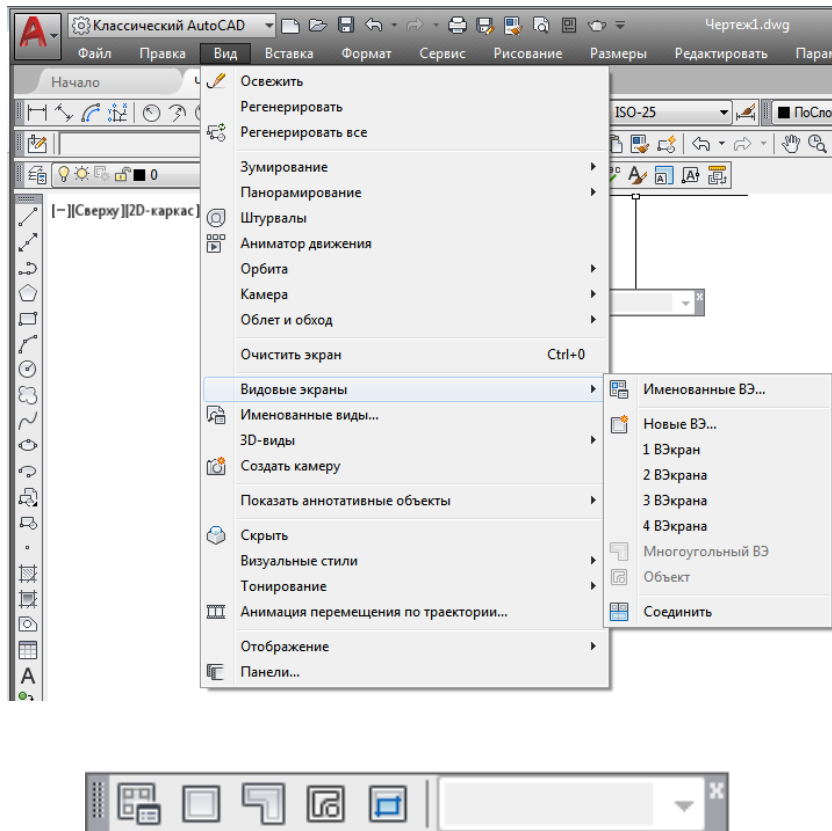 Классический AutoCAD
Чертеж1.dwg
Файл Правка Вид Вставка Формат Сервис Рисование Размеры Редактировать
Начало
ISO-25
0
[−][Сверху][2D-каркас]
Освежить
Регенерировать
Регенерировать все
Зумирование
Панорамирование
Штурвалы
Аниматор движения
Орбита
Камера
Облет и обход
Очистить экран Ctrl+0
Видовые экраны
Именованные виды...
3D-виды
Создать камеру
Показать аннотативные объекты
Скрыть
Визуальные стили
Тонирование
Анимация перемещения по траектории...
Отображение
Панели...
Именованные ВЭ...
Новые ВЭ...
1 ВЭкран
2 ВЭкрана
3 ВЭкрана
4 ВЭкрана
Многоугольный ВЭ
Объект
Соединить